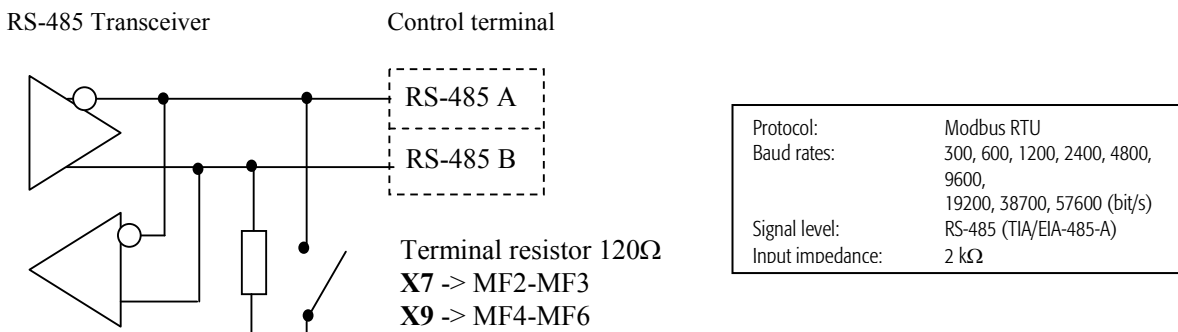 RS-485 Transceiver
Control terminal
RS-485 A
RS-485 B
Terminal resistor 120Ω
X7 -> MF2-MF3
X9 -> MF4-MF6
Protocol: Modbus RTU
Baud rates: 300, 600, 1200, 2400, 4800,
9600,
19200, 38700, 57600 (bit/s)
Signal level: RS-485 (TIA/EIA-485-A)
Input impedance: 2 kΩ